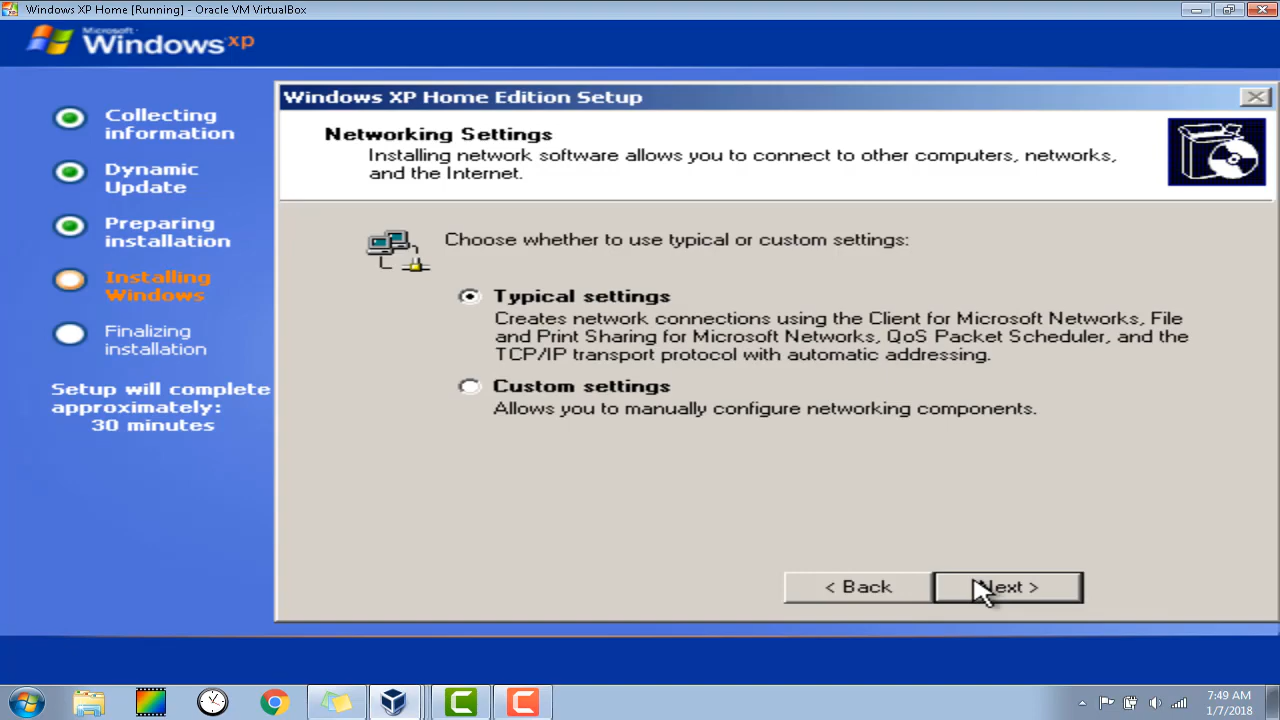 Windows XP Home [Running] - Oracle VM VirtualBox
Microsoft
Windows xp
Collecting
information
Dynamic
Update
Preparing
installation
Installing
Windows
Finalizing
installation
Setup will complete
approximately:
30 minutes
Windows XP Home Edition Setup
Networking Settings
Installing network software allows you to connect to other computers, networks,
and the Internet.
Choose whether to use typical or custom settings:
Typical settings
Creates network connections using the Client for Microsoft Networks, File
and Print Sharing for Microsoft Networks, QoS Packet Scheduler, and the
TCP/IP transport protocol with automatic addressing.
Custom settings
Allows you to manually configure networking components.
< Back
Next >
7:49 AM
1/7/2018